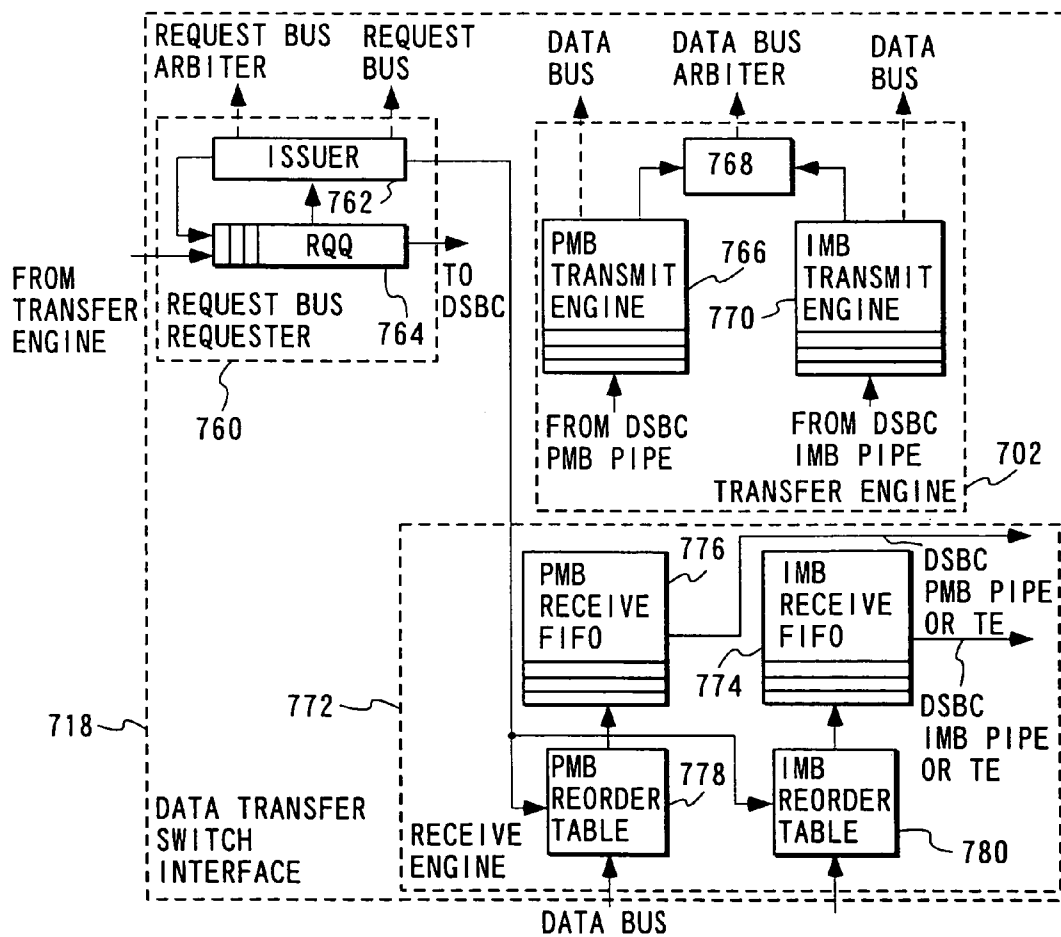 REQUEST BUS
ARBITER
REQUEST
BUS
DATA
BUS
DATA BUS
ARBITER
DATA
BUS
ISSUER
762
RQQ
764
FROM
TRANSFER
ENGINE
TO
DSBC
REQUEST BUS
REQUESTER
760
768
PMB
TRANSMIT
ENGINE
766
IMB
TRANSMIT
ENGINE
770
FROM DSBC
PMB PIPE
FROM DSBC
IMB PIPE
702
TRANSFER ENGINE
PMB
RECEIVE
FIFO
776
IMB
RECEIVE
FIFO
774
DSBC
PMB PIPE
OR TE
DSBC
IMB PIPE
OR TE
772
718
PMB
REORDER
TABLE
778
IMB
REORDER
TABLE
780
DATA TRANSFER
SWITCH
INTERFACE
RECEIVE
ENGINE
DATA BUS